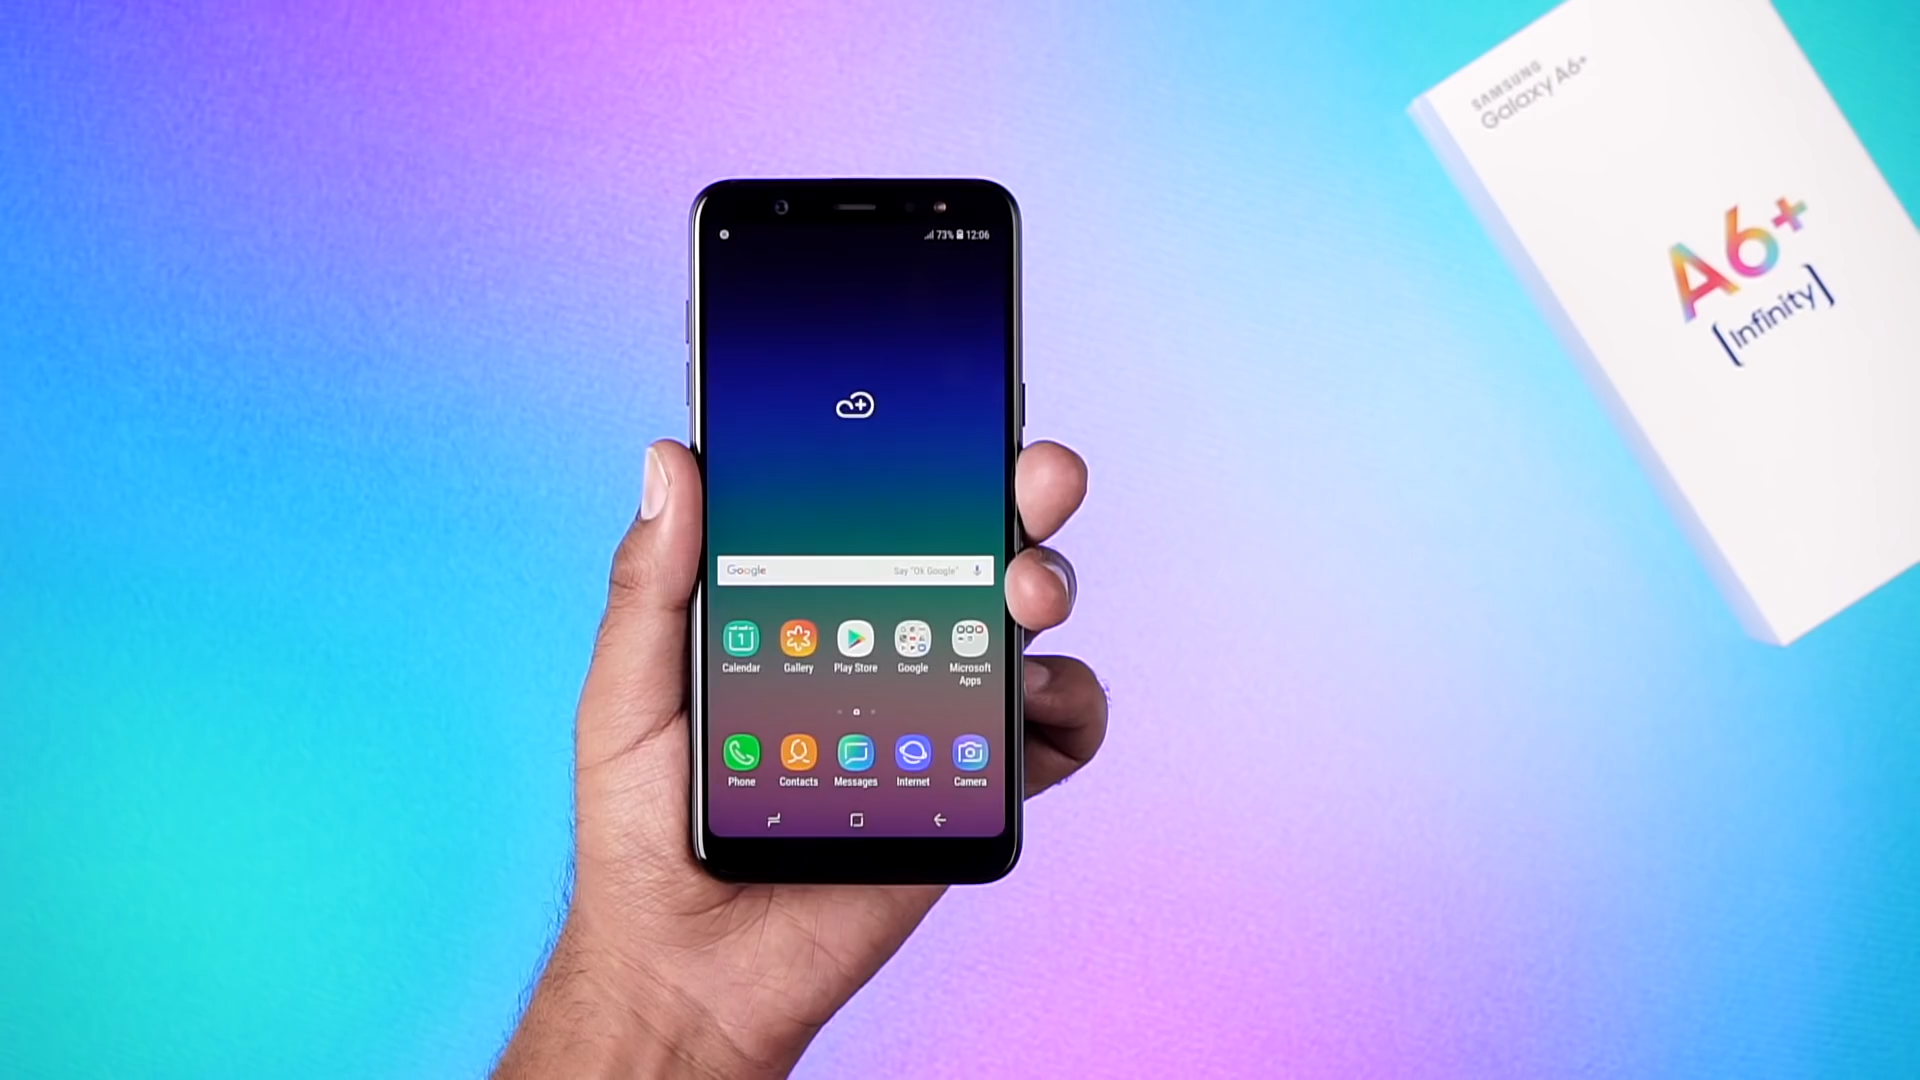 SAMSUNG
Galaxy A6+
A6+
[Infinity]
73% 12:06
Google Say "Ok Google"
1
Calendar Gallery Play Store Google Microsoft Apps
Phone Contacts Messages Internet Camera